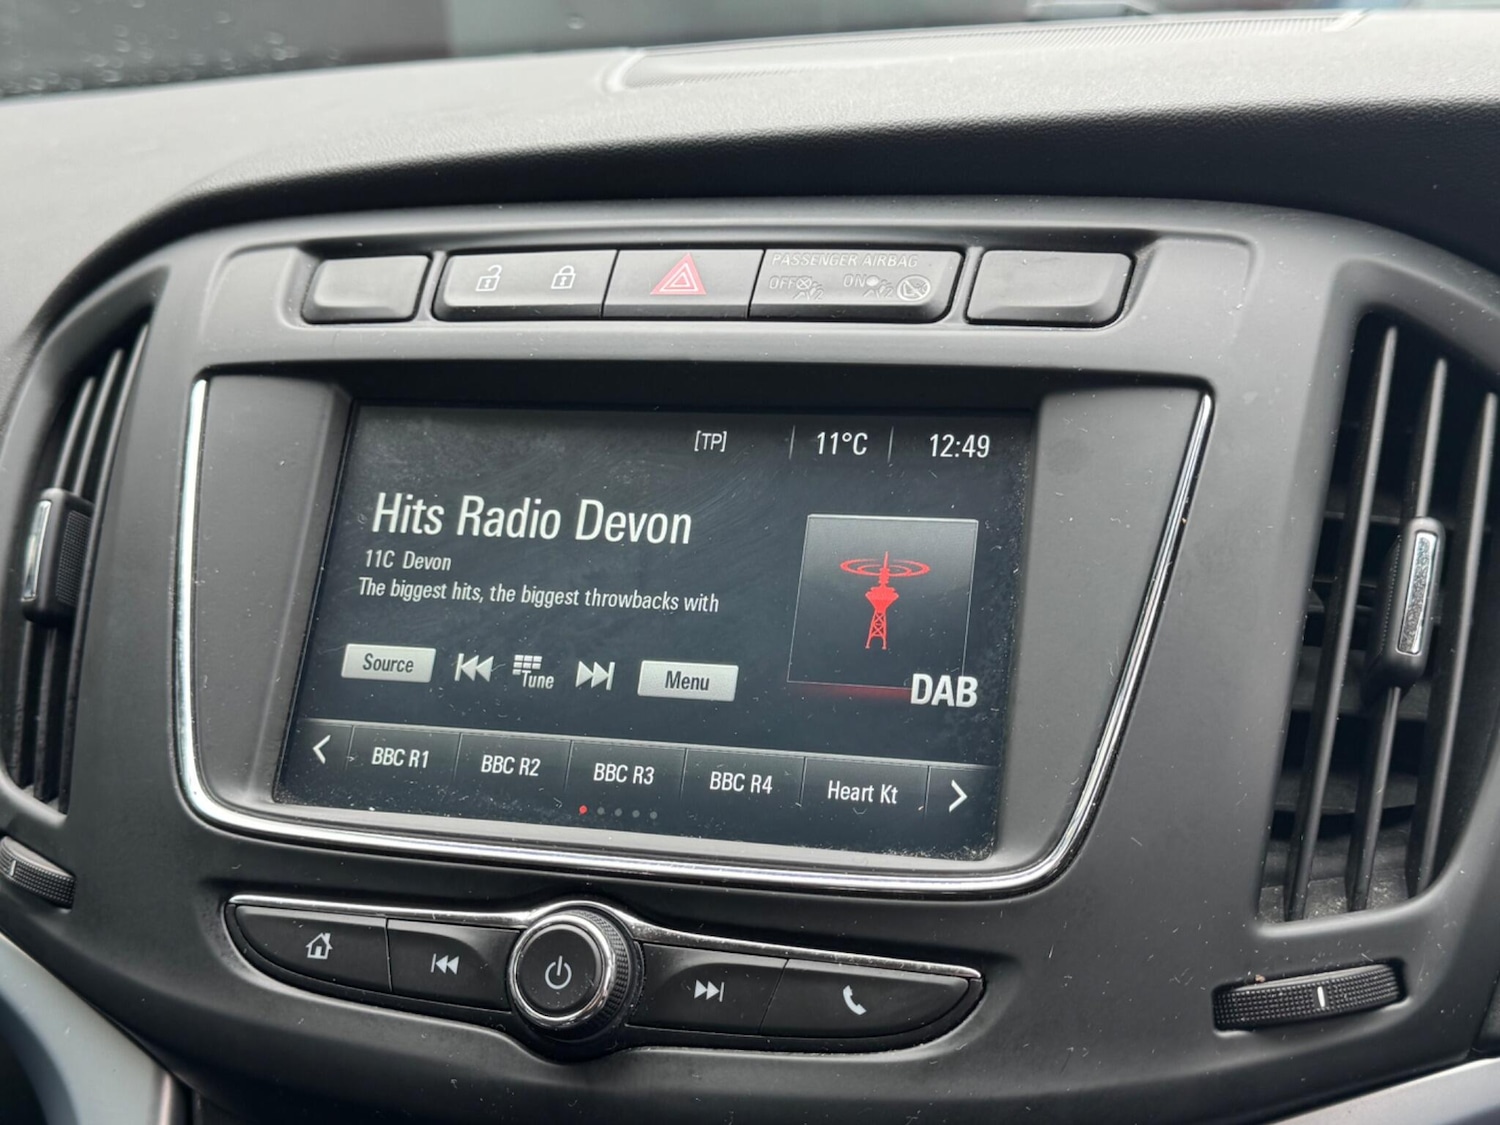 PASSENGER AIRBAG
OFF ON
[TP] 11°C 12:49
Hits Radio Devon
11C Devon
The biggest hits, the biggest throwbacks with
Source Tune Menu
DAB
BBC R1 BBC R2 BBC R3 BBC R4 Heart Kt